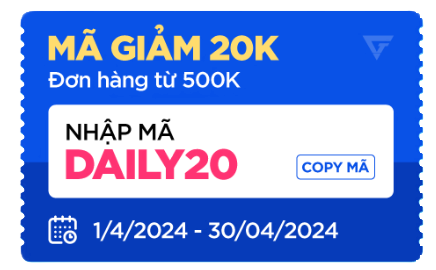 MÃ GIẢM 20K
Đơn hàng từ 500K
NHẬP MÃ
DAILY20
COPY MÃ
1/4/2024 - 30/04/2024